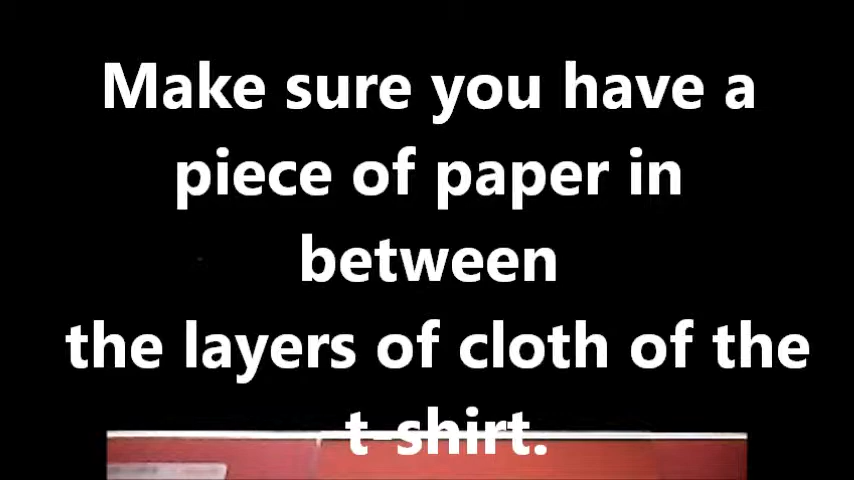 Make sure you have a
piece of paper in
between
the layers of cloth of the
t-shirt.